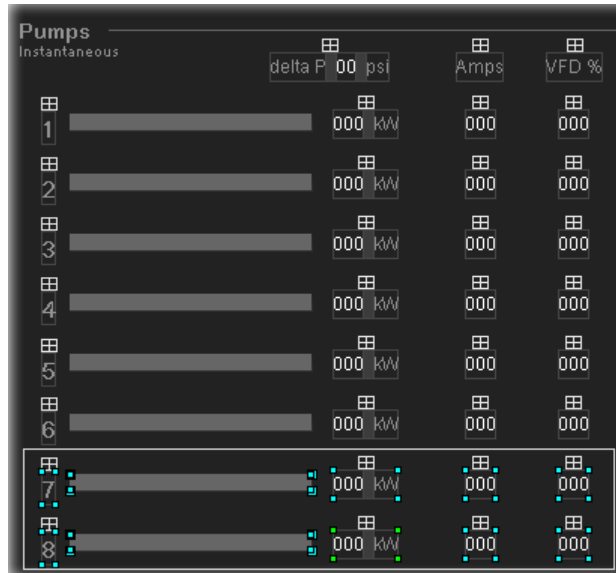 Pumps
Instantaneous
delta P 00 psi Amps VFD %
1 000 kW 000 000
2 000 kW 000 000
3 000 kW 000 000
4 000 kW 000 000
5 000 kW 000 000
6 000 kW 000 000
7 000 kW 000 000
8 000 kW 000 000